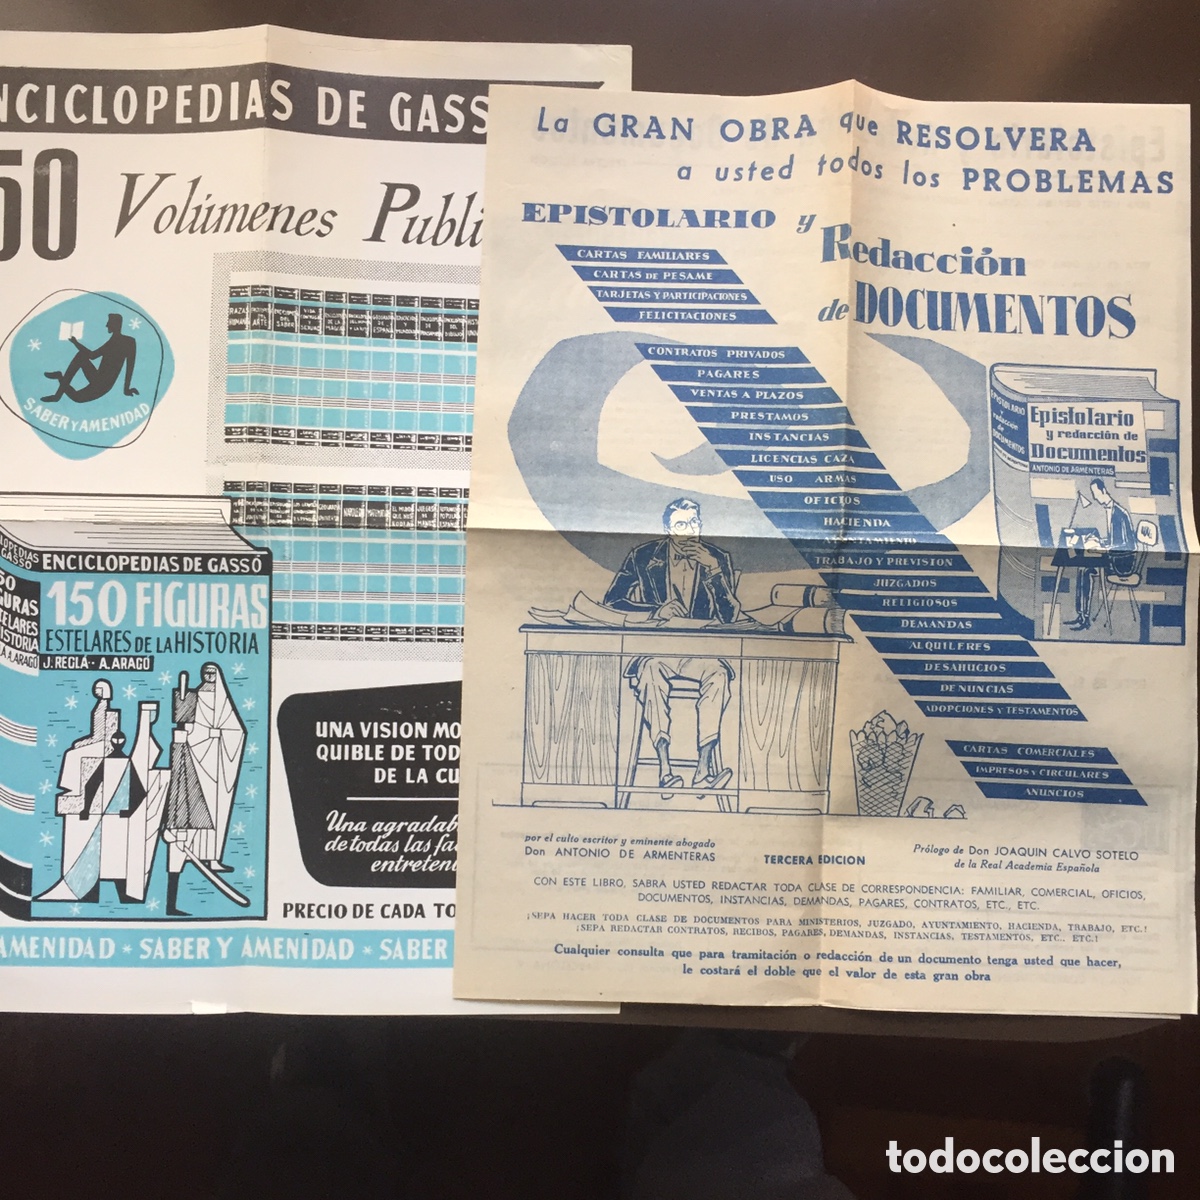 NCICLOPEDIAS DE GASS
50 Volúmenes Publi
SABER Y AMENIDAD
ENCICLOPEDIAS DE GASSÓ
150 FIGURAS
ESTELARES DE LA HISTORIA
J. REGLÁ · A. ARAGÓ
UNA VISION MO
QUIBLE DE TOD
DE LA CU
Una agradab
de todas las fa
entreteni
PRECIO DE CADA TO
AMENIDAD * SABER Y AMENIDAD * SABER
La GRAN OBRA que RESOLVERA
a usted todos los PROBLEMAS
EPISTOLARIO y
Redacción
de DOCUMENTOS
CARTAS FAMILIARES
CARTAS DE PESAME
TARJETAS Y PARTICIPACIONES
FELICITACIONES
CONTRATOS PRIVADOS
PAGARES
VENTAS A PLAZOS
PRESTAMOS
INSTANCIAS
LICENCIAS CAZA
USO ARMAS
OFICIOS
HACIENDA
AYUNTAMIENTO
TRABAJO Y PREVISION
JUZGADOS
RELIGIOSOS
DEMANDAS
ALQUILERES
DESAHUCIOS
DENUNCIAS
ADOPCIONES Y TESTAMENTOS
CARTAS COMERCIALES
IMPRESOS Y CIRCULARES
ANUNCIOS
EPISTOLARIO
y
redacción
de
DOCUMENTOS
Epistolario
y redacción de
Documentos
ANTONIO DE ARMENTERAS
por el culto escritor y eminente abogado
Don ANTONIO DE ARMENTERAS
TERCERA EDICION
Prólogo de Don JOAQUIN CALVO SOTELO
de la Real Academia Española
CON ESTE LIBRO, SABRA USTED REDACTAR TODA CLASE DE CORRESPONDENCIA: FAMILIAR, COMERCIAL, OFICIOS,
DOCUMENTOS, INSTANCIAS, DEMANDAS, PAGARES, CONTRATOS, ETC., ETC.
¡SEPA HACER TODA CLASE DE DOCUMENTOS PARA MINISTERIOS, JUZGADO, AYUNTAMIENTO, HACIENDA, TRABAJO, ETC.!
¡SEPA REDACTAR CONTRATOS, RECIBOS, PAGARES, DEMANDAS, INSTANCIAS, TESTAMENTOS, ETC., ETC.!
Cualquier consulta que para tramitación o redacción de un documento tenga usted que hacer,
le costará el doble que el valor de esta gran obra
todocoleccion